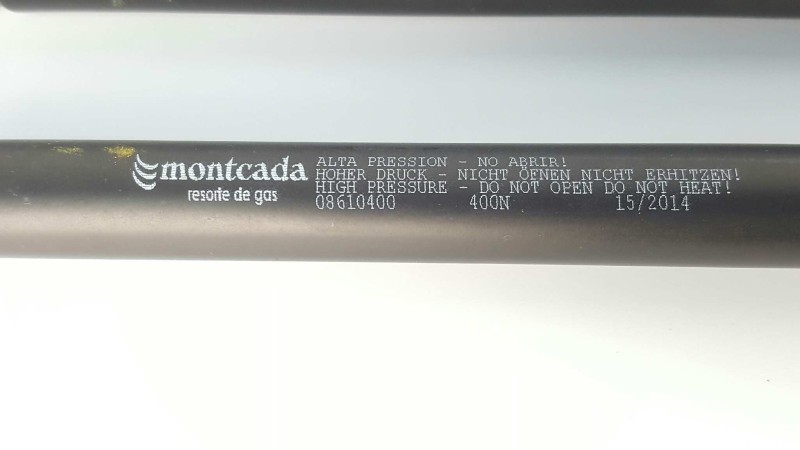 montcada
resorte de gas
ALTA PRESSION - NO ABRIR!
HOHER DRUCK - NICHT ÖFNEN NICHT ERHITZEN!
HIGH PRESSURE - DO NOT OPEN DO NOT HEAT!
08610400 400N 15/2014